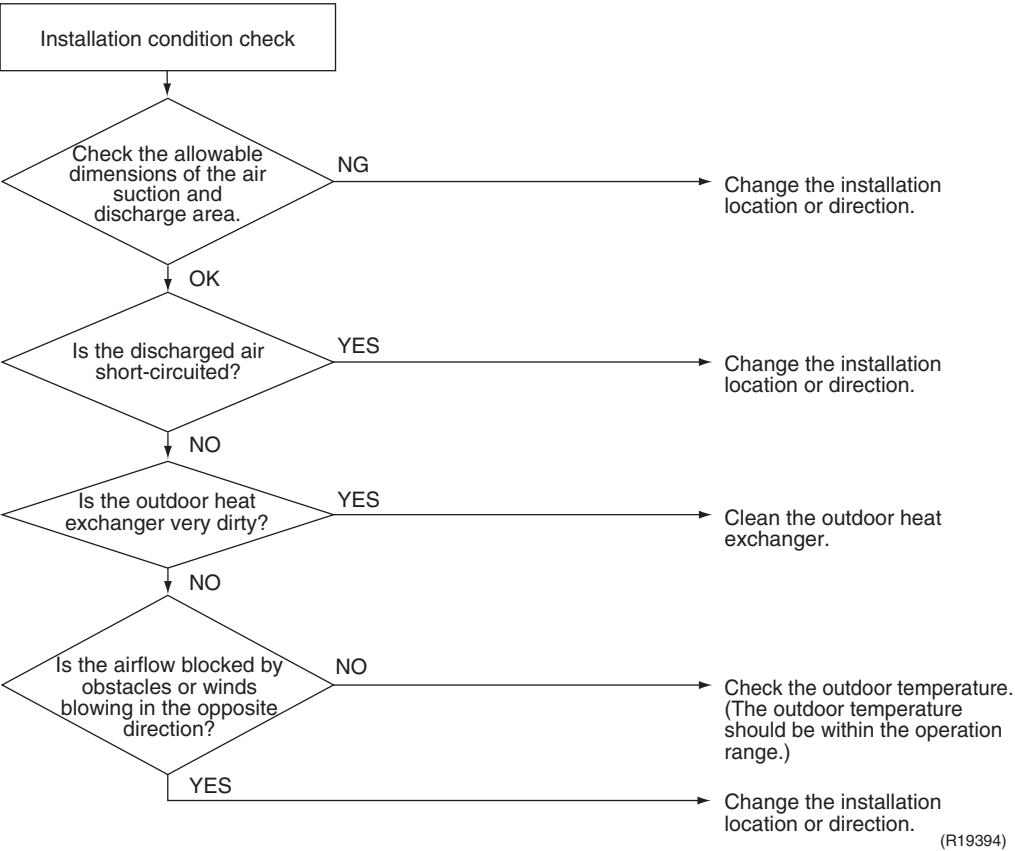 Installation condition check
Check the allowable
dimensions of the air
suction and
discharge area.
NG
Change the installation
location or direction.
OK
Is the discharged air
short-circuited?
YES
Change the installation
location or direction.
NO
Is the outdoor heat
exchanger very dirty?
YES
Clean the outdoor heat
exchanger.
NO
Is the airflow blocked by
obstacles or winds
blowing in the opposite
direction?
NO
Check the outdoor temperature.
(The outdoor temperature
should be within the operation
range.)
YES
Change the installation
location or direction.
(R19394)